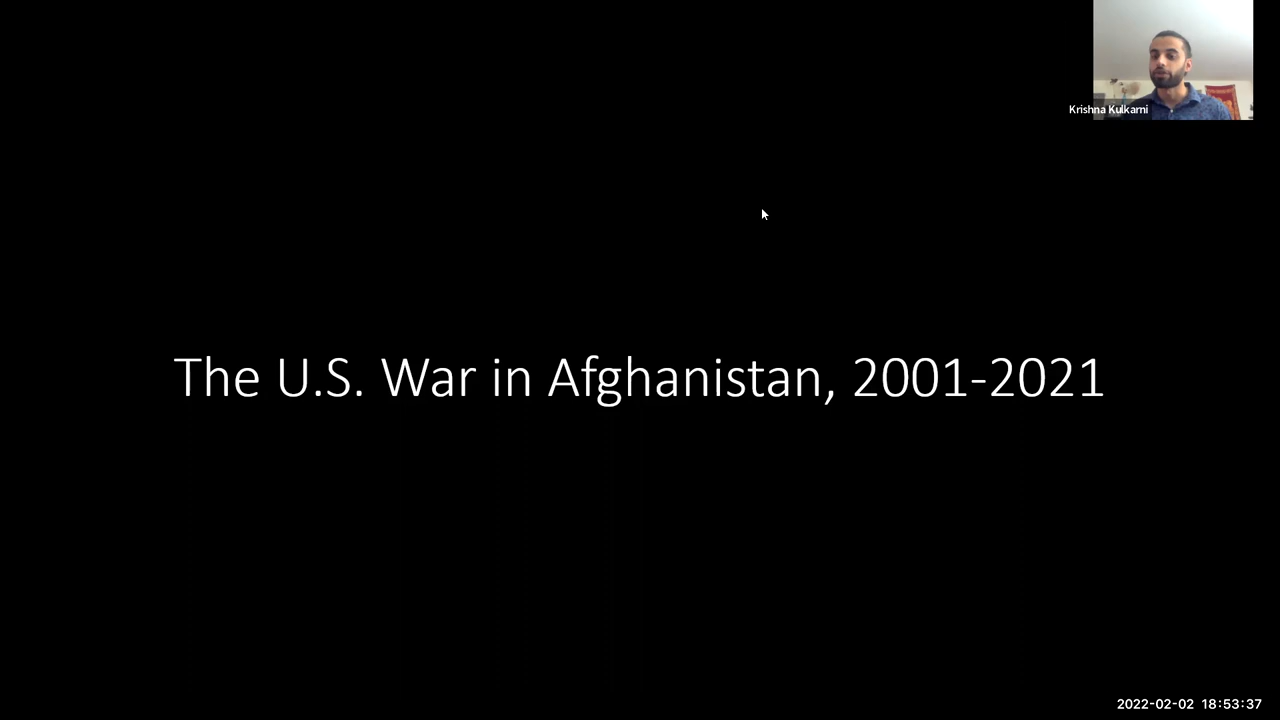 Krishna Kulkarni
The U.S. War in Afghanistan, 2001-2021
2022-02-02 18:53:37